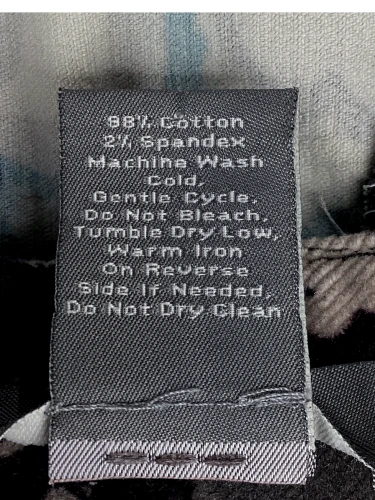 98% Cotton
2% Spandex
Machine Wash
Cold,
Gentle Cycle,
Do Not Bleach,
Tumble Dry Low,
Warm Iron
On Reverse
Side If Needed,
Do Not Dry Clean